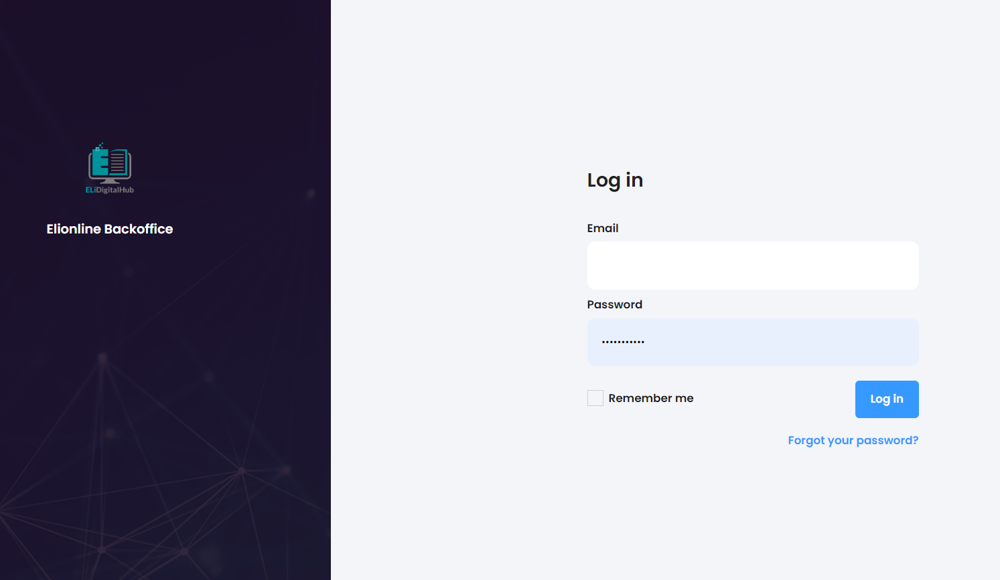 ELiDigitalHub
Elionline Backoffice
Log in
Email
Password
•••••••••••
Remember me
Log in
Forgot your password?